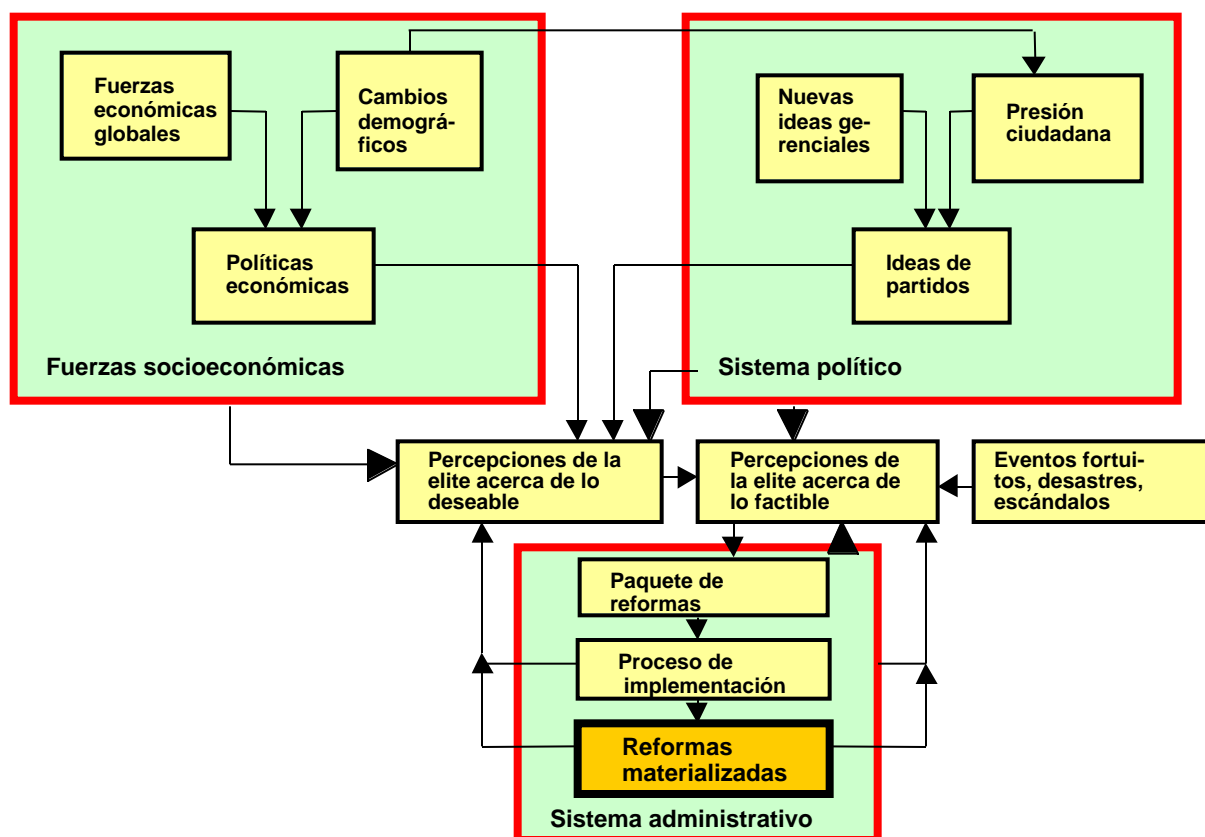 Fuerzas
económicas
globales
Cambios
demográ-
ficos
Políticas
económicas
Fuerzas socioeconómicas
Nuevas
ideas ge-
renciales
Presión
ciudadana
Ideas de
partidos
Sistema político
Percepciones de la
elite acerca de lo
deseable
Percepciones de
la elite acerca de
lo factible
Eventos fortui-
tos, desastres,
escándalos
Paquete de
reformas
Proceso de
implementación
Reformas
materializadas
Sistema administrativo